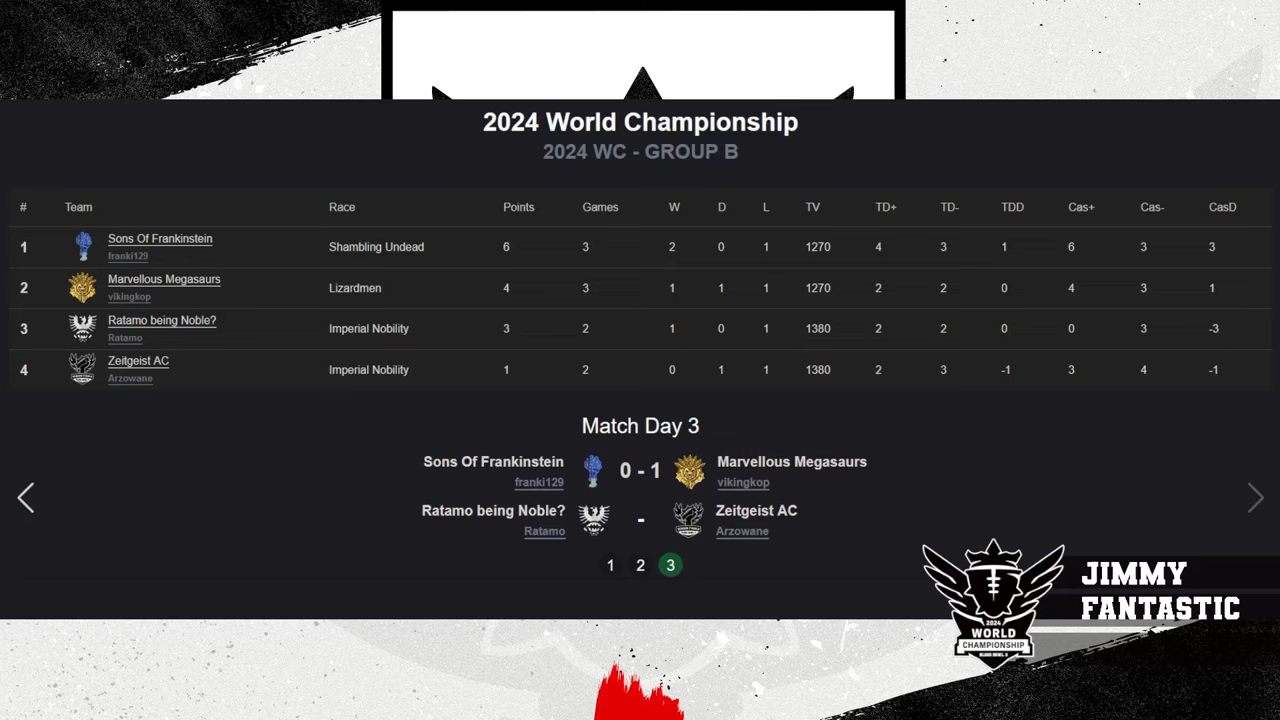 2024 World Championship
2024 WC - GROUP B
# Team Race Points Games W D L TV TD+ TD- TDD Cas+ Cas- CasD
1 Sons Of Frankinstein Shambling Undead 6 3 2 0 1 1270 4 3 1 6 3 3
franki129
2 Marvellous Megasaurs Lizardmen 4 3 1 1 1 1270 2 2 0 4 3 1
vikingkop
3 Ratamo being Noble? Imperial Nobility 3 2 1 0 1 1380 2 2 0 0 3 -3
Ratamo
4 Zeitgeist AC Imperial Nobility 1 2 0 1 1 1380 2 3 -1 3 4 -1
Arzowane
Match Day 3
Sons Of Frankinstein 0 - 1 Marvellous Megasaurs
franki129 vikingkop
Ratamo being Noble? - Zeitgeist AC
Ratamo Arzowane
1 2 3
JIMMY
FANTASTIC
2024
WORLD
CHAMPIONSHIP
BLOOD BOWL 3